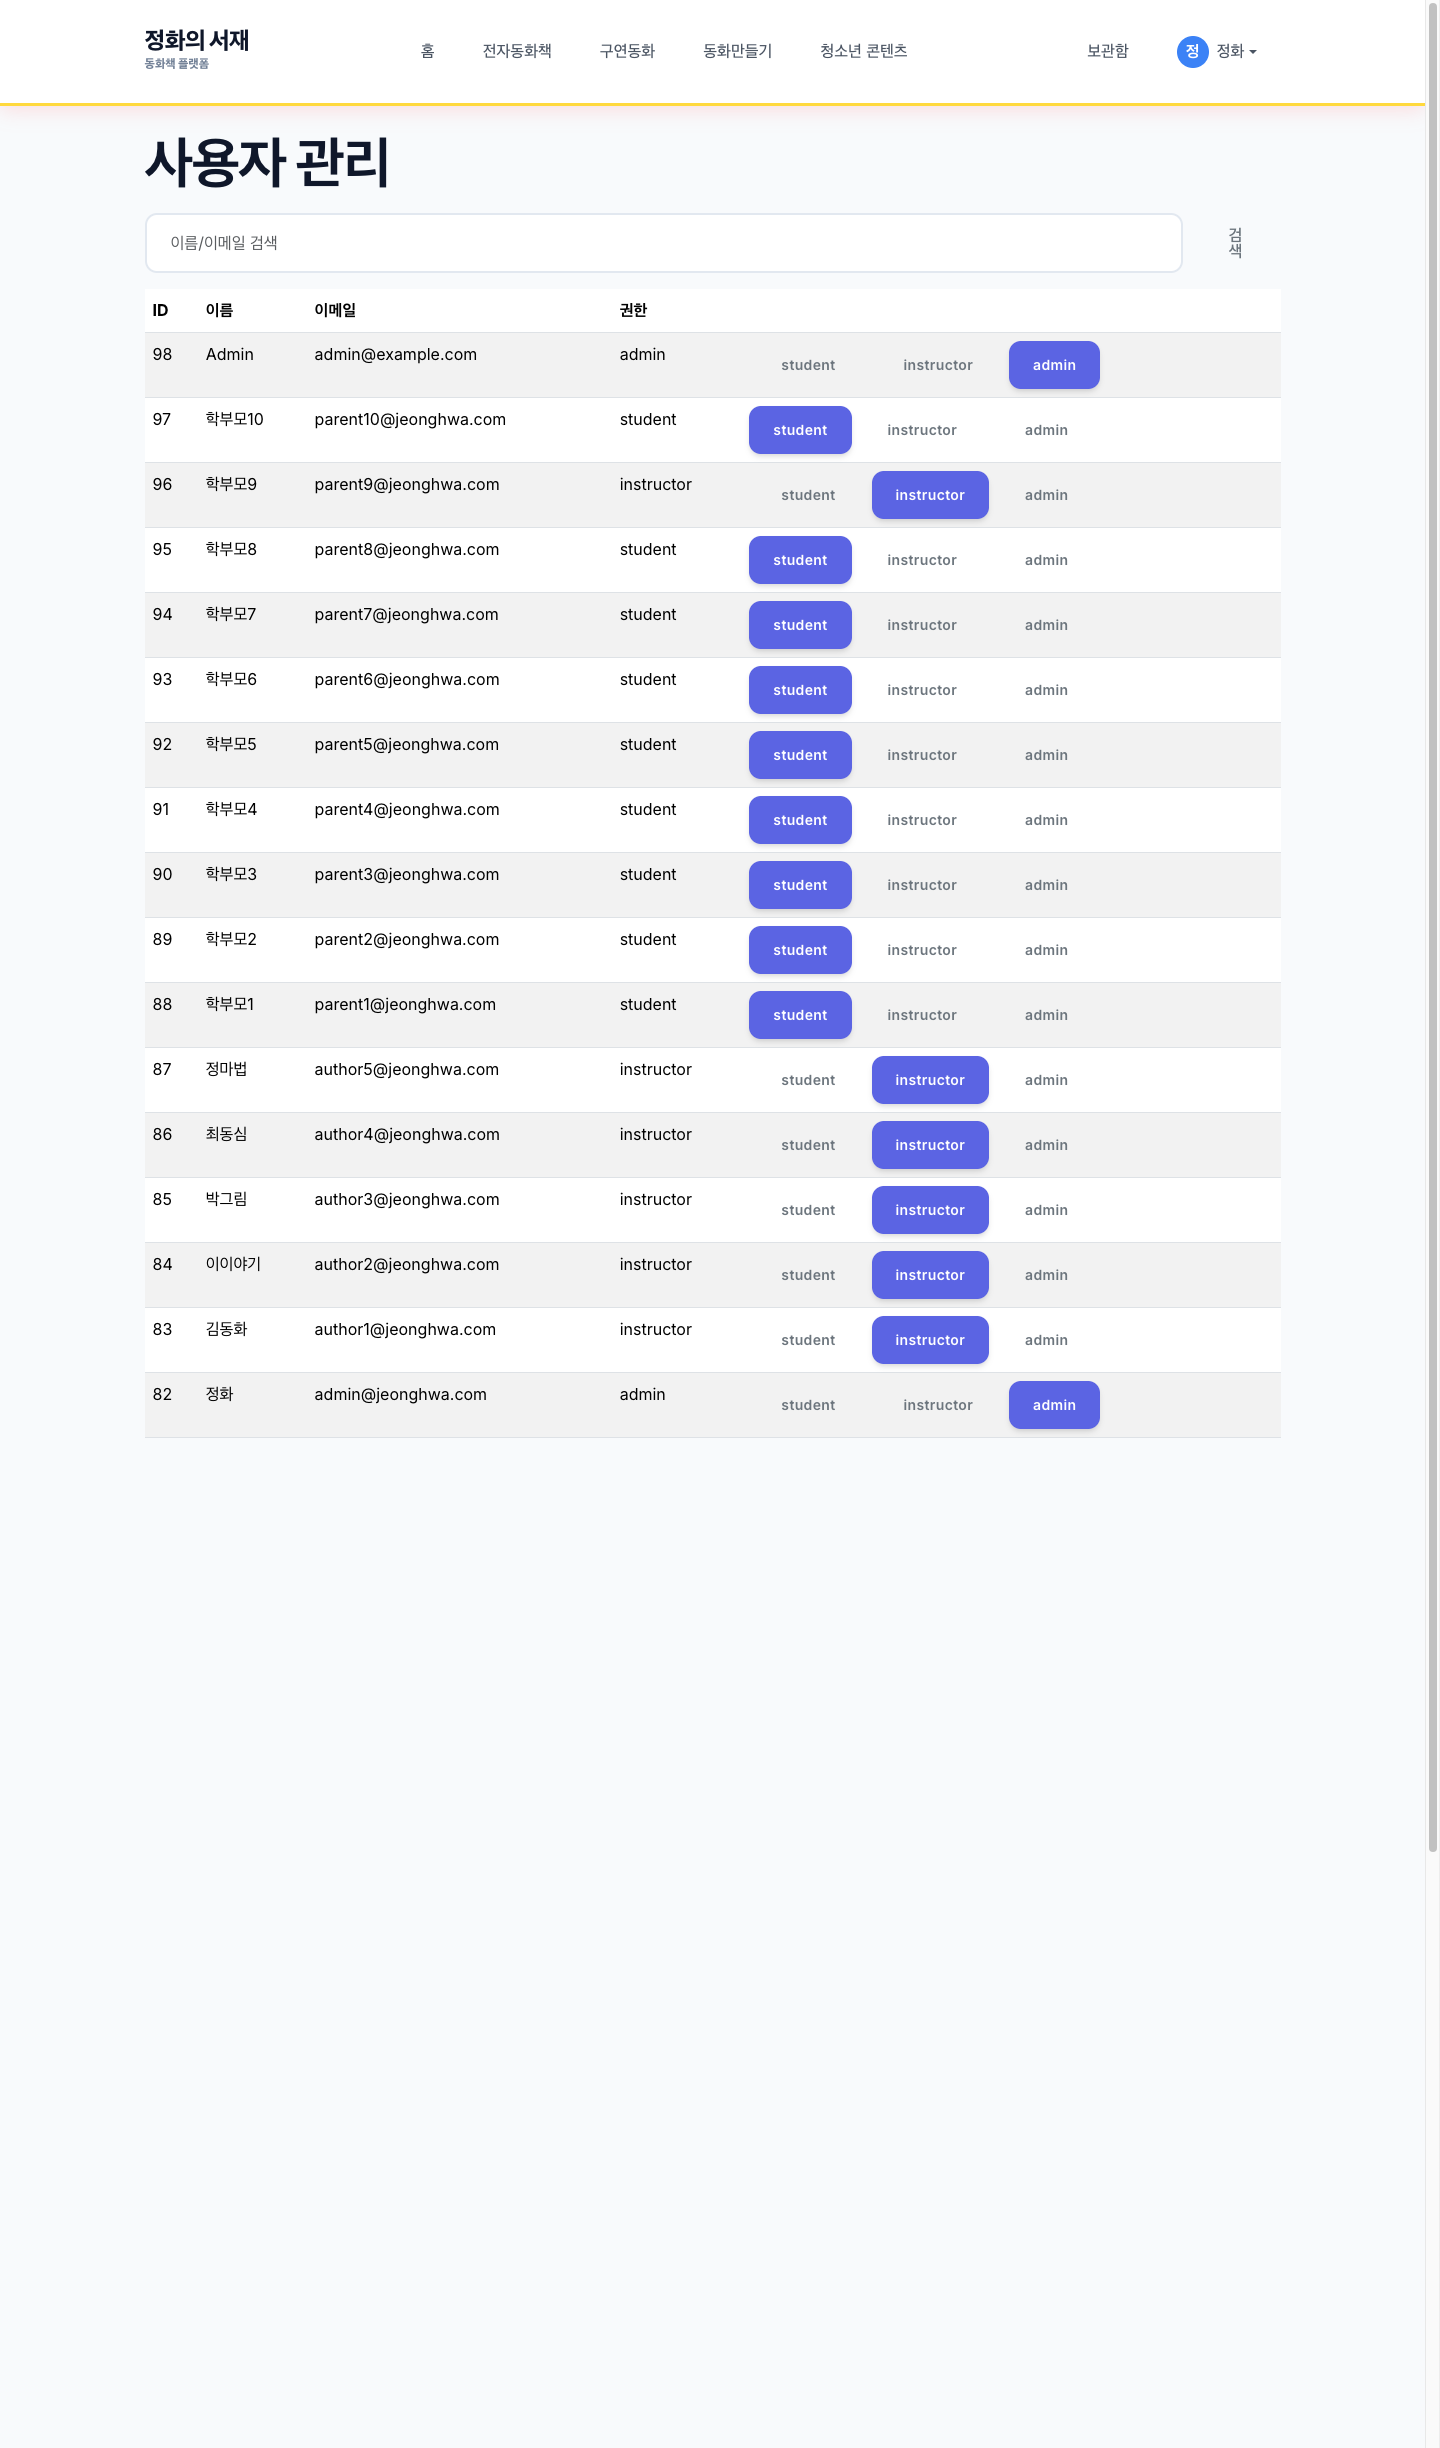 정화의 서재
동화책 플랫폼
홈 전자동화책 구연동화 동화만들기 청소년 콘텐츠 보관함 정 정화
사용자 관리
이름/이메일 검색
검
색
ID 이름 이메일 권한
98 Admin admin@example.com admin student instructor admin
97 학부모10 parent10@jeonghwa.com student student instructor admin
96 학부모9 parent9@jeonghwa.com instructor student instructor admin
95 학부모8 parent8@jeonghwa.com student student instructor admin
94 학부모7 parent7@jeonghwa.com student student instructor admin
93 학부모6 parent6@jeonghwa.com student student instructor admin
92 학부모5 parent5@jeonghwa.com student student instructor admin
91 학부모4 parent4@jeonghwa.com student student instructor admin
90 학부모3 parent3@jeonghwa.com student student instructor admin
89 학부모2 parent2@jeonghwa.com student student instructor admin
88 학부모1 parent1@jeonghwa.com student student instructor admin
87 정마법 author5@jeonghwa.com instructor student instructor admin
86 최동심 author4@jeonghwa.com instructor student instructor admin
85 박그림 author3@jeonghwa.com instructor student instructor admin
84 이이야기 author2@jeonghwa.com instructor student instructor admin
83 김동화 author1@jeonghwa.com instructor student instructor admin
82 정화 admin@jeonghwa.com admin student instructor admin